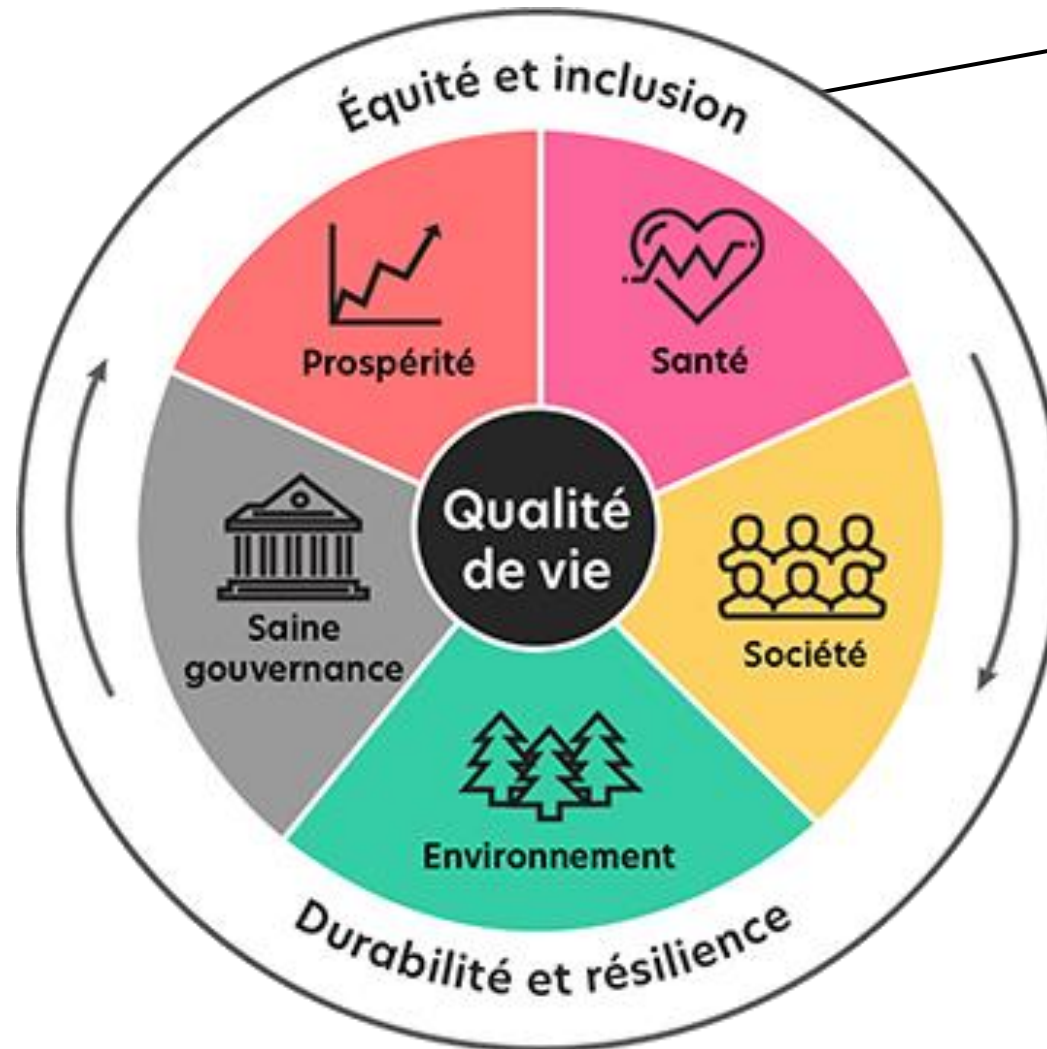 Équité et inclusion
Prospérité
Santé
Qualité
de vie
Saine
gouvernance
Société
Environnement
Durabilité et résilience